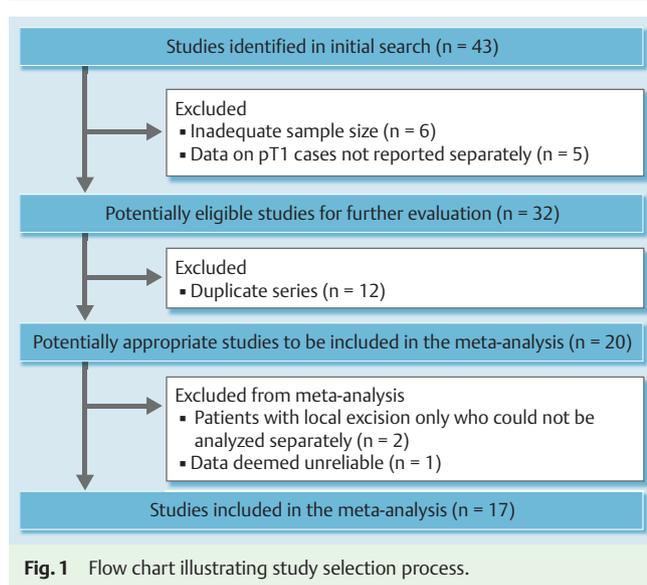 Studies identified in initial search (n = 43)
Excluded
▪ Inadequate sample size (n = 6)
▪ Data on pT1 cases not reported separately (n = 5)
Potentially eligible studies for further evaluation (n = 32)
Excluded
▪ Duplicate series (n = 12)
Potentially appropriate studies to be included in the meta-analysis (n = 20)
Excluded from meta-analysis
▪ Patients with local excision only who could not be
analyzed separately (n = 2)
▪ Data deemed unreliable (n = 1)
Studies included in the meta-analysis (n = 17)
Fig. 1 Flow chart illustrating study selection process.